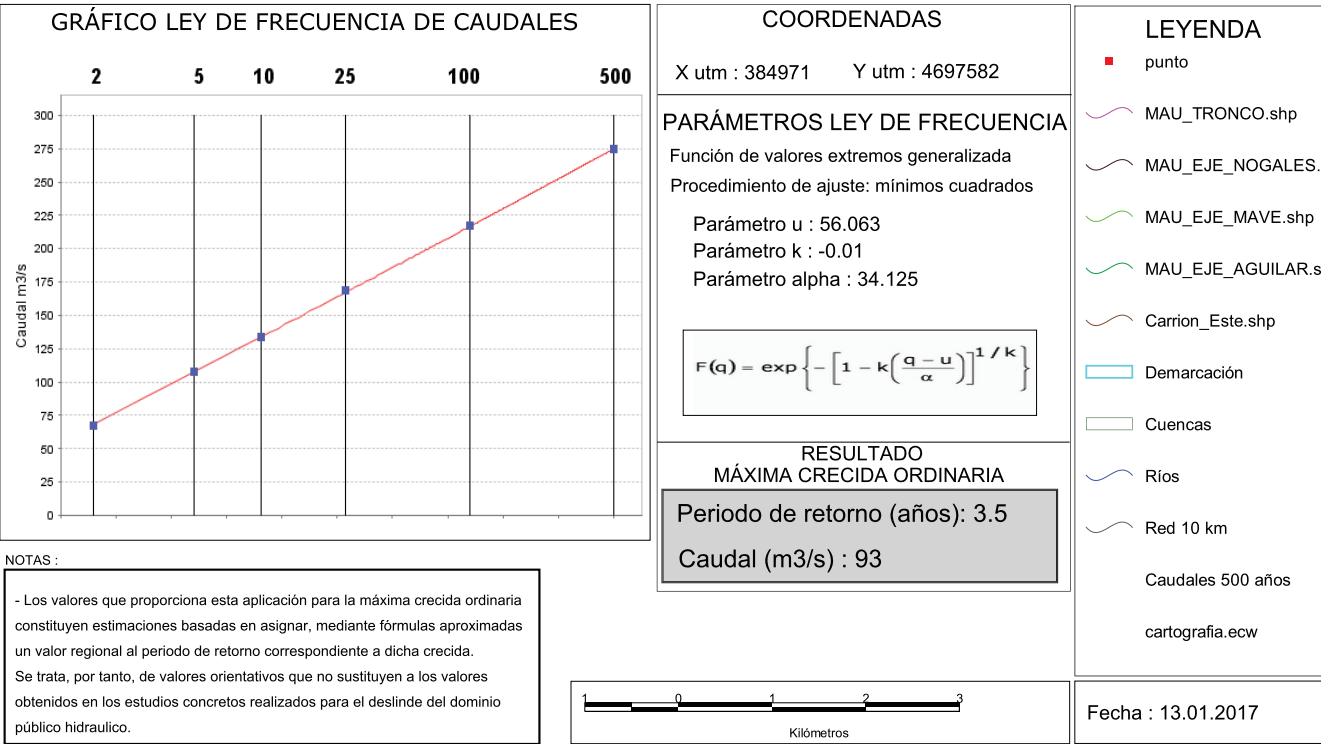 GRÁFICO LEY DE FRECUENCIA DE CAUDALES
2 5 10 25 100 500
300
275
250
225
200
175
150
125
100
75
50
25
0
Caudal m3/s
COORDENADAS
X utm : 384971 Y utm : 4697582
PARÁMETROS LEY DE FRECUENCIA
Función de valores extremos generalizada
Procedimiento de ajuste: mínimos cuadrados
Parámetro u : 56.063
Parámetro k : -0.01
Parámetro alpha : 34.125
F(q) = exp{-[1 - k((q - u)/α)]^1/k}
RESULTADO
MÁXIMA CRECIDA ORDINARIA
Periodo de retorno (años): 3.5
Caudal (m3/s) : 93
LEYENDA
punto
MAU_TRONCO.shp
MAU_EJE_NOGALES.
MAU_EJE_MAVE.shp
MAU_EJE_AGUILAR.s
Carrion_Este.shp
Demarcación
Cuencas
Ríos
Red 10 km
Caudales 500 años
cartografia.ecw
NOTAS :
- Los valores que proporciona esta aplicación para la máxima crecida ordinaria
constituyen estimaciones basadas en asignar, mediante fórmulas aproximadas
un valor regional al periodo de retorno correspondiente a dicha crecida.
Se trata, por tanto, de valores orientativos que no sustituyen a los valores
obtenidos en los estudios concretos realizados para el deslinde del dominio
público hidraulico.
1 0 1 2 3
Kilómetros
Fecha : 13.01.2017